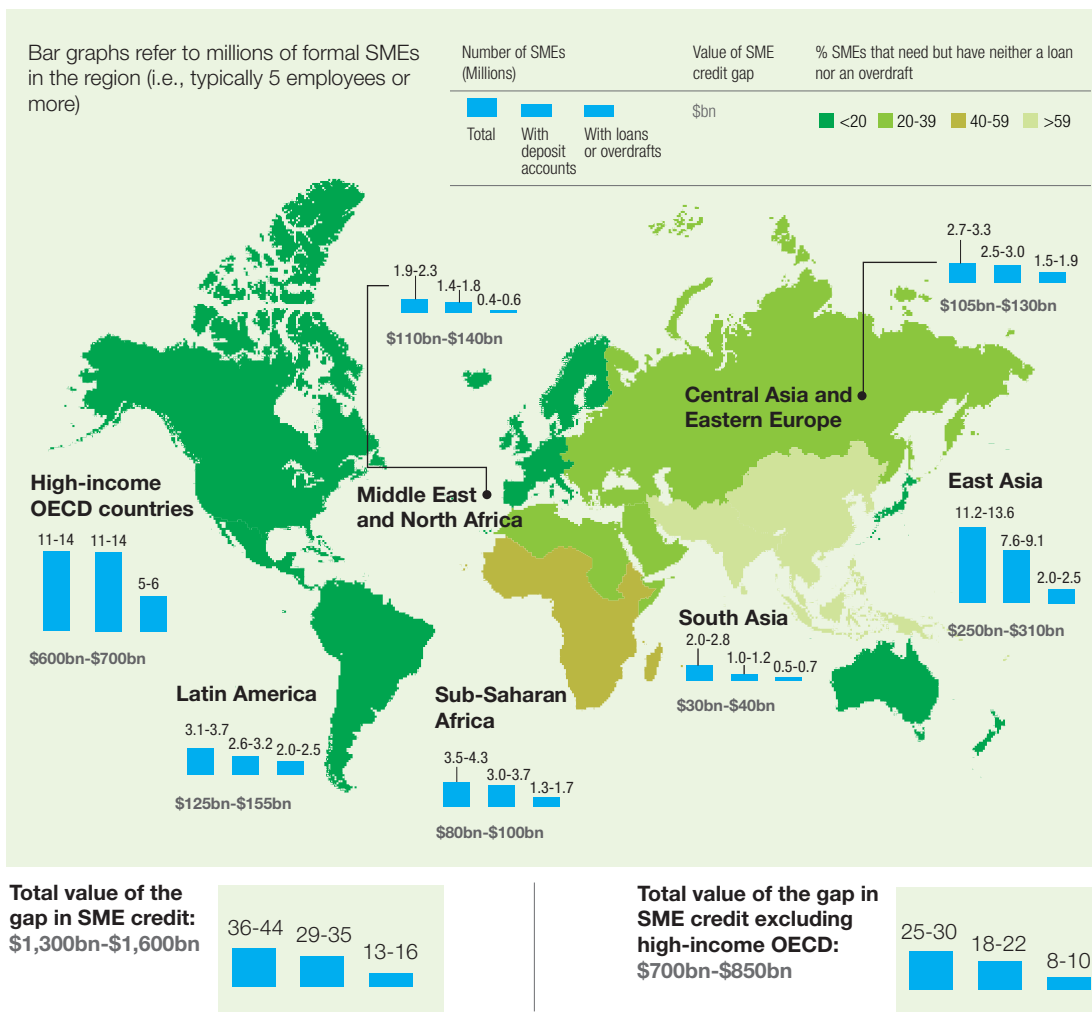 Bar graphs refer to millions of formal SMEs
in the region (i.e., typically 5 employees or
more)
Number of SMEs
(Millions)
Total
With
deposit
accounts
With loans
or overdrafts
Value of SME
credit gap
$bn
% SMEs that need but have neither a loan
nor an overdraft
<20
20-39
40-59
>59
1.9-2.3
1.4-1.8
0.4-0.6
$110bn-$140bn
2.7-3.3
2.5-3.0
1.5-1.9
$105bn-$130bn
Central Asia and
Eastern Europe
Middle East
and North Africa
High-income
OECD countries
11-14
11-14
5-6
$600bn-$700bn
East Asia
11.2-13.6
7.6-9.1
2.0-2.5
$250bn-$310bn
South Asia
2.0-2.8
1.0-1.2
0.5-0.7
$30bn-$40bn
Latin America
3.1-3.7
2.6-3.2
2.0-2.5
$125bn-$155bn
Sub-Saharan
Africa
3.5-4.3
3.0-3.7
1.3-1.7
$80bn-$100bn
Total value of the
gap in SME credit:
$1,300bn-$1,600bn
36-44
29-35
13-16
Total value of the gap in
SME credit excluding
high-income OECD:
$700bn-$850bn
25-30
18-22
8-10